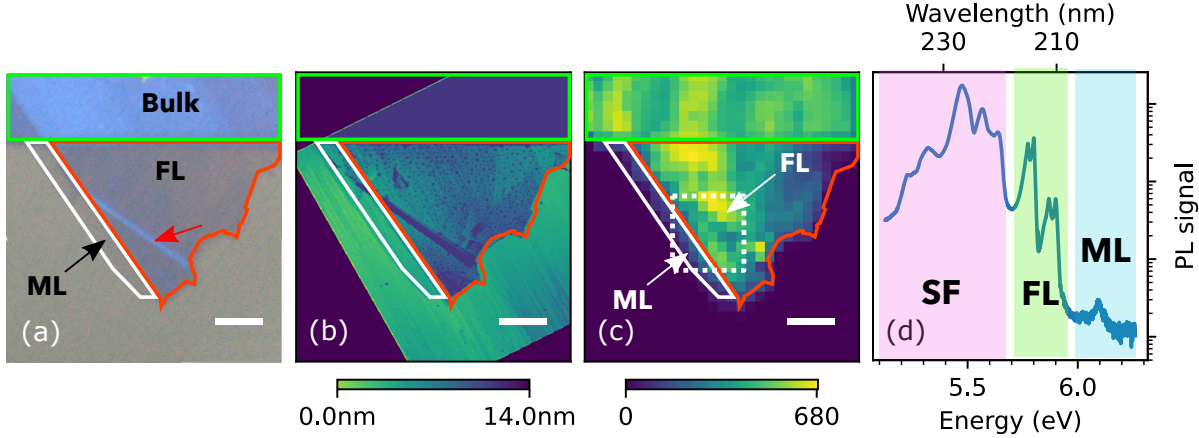 Bulk
FL
ML
(a)
(b)
0.0nm 14.0nm
FL
ML
(c)
0 680
Wavelength (nm)
230 210
SF
FL
ML
(d)
PL signal
5.5 6.0
Energy (eV)